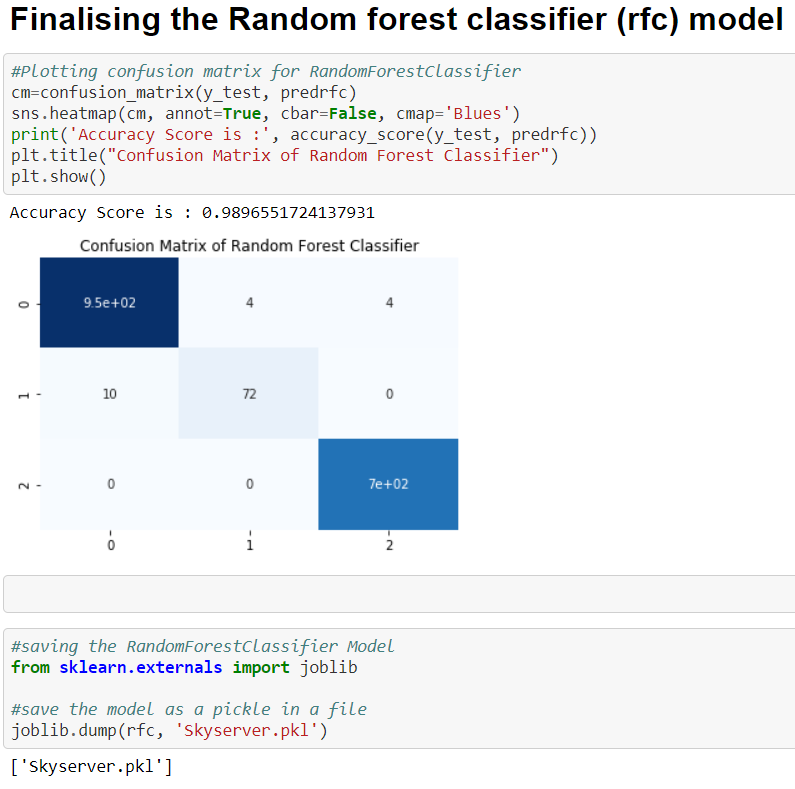 Finalising the Random forest classifier (rfc) model
#Plotting confusion matrix for RandomForestClassifier
cm=confusion_matrix(y_test, predrfc)
sns.heatmap(cm, annot=True, cbar=False, cmap='Blues')
print('Accuracy Score is :', accuracy_score(y_test, predrfc))
plt.title("Confusion Matrix of Random Forest Classifier")
plt.show()
Accuracy Score is : 0.9896551724137931
Confusion Matrix of Random Forest Classifier
0 9.5e+02 4 4
1 10 72 0
2 0 0 7e+02
0 1 2
#saving the RandomForestClassifier Model
from sklearn.externals import joblib
#save the model as a pickle in a file
joblib.dump(rfc, 'Skyserver.pkl')
['Skyserver.pkl']